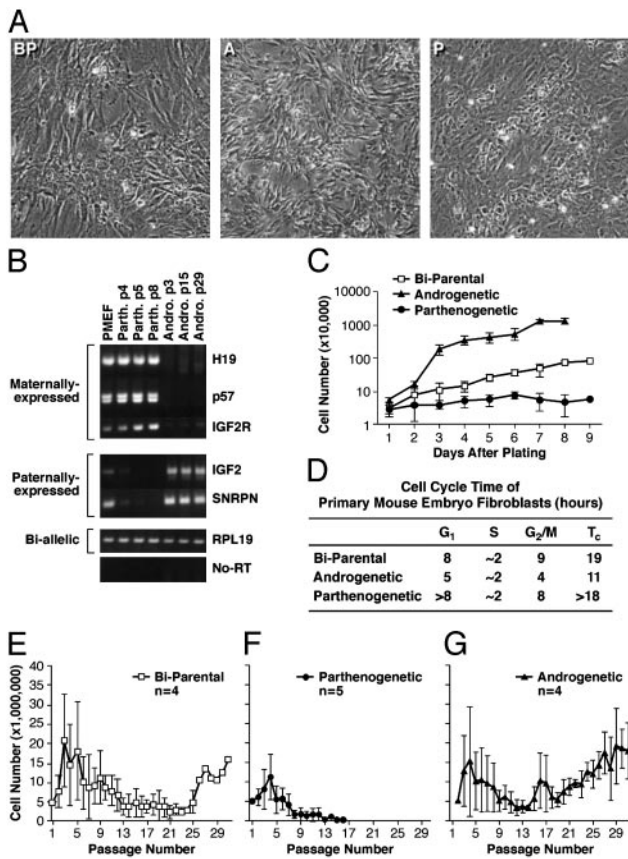 A
BP
A
P
B
PMEF
Parth. p4
Parth. p5
Parth. p8
Andro. p3
Andro. p15
Andro. p29
Maternally-
expressed
H19
p57
IGF2R
Paternally-
expressed
IGF2
SNRPN
Bi-allelic
RPL19
No-RT
C
Bi-Parental
Androgenetic
Parthenogenetic
Cell Number (x10,000)
10000
1000
100
10
1
1 2 3 4 5 6 7 8 9
Days After Plating
D
Cell Cycle Time of
Primary Mouse Embryo Fibroblasts (hours)
G1 S G2/M Tc
Bi-Parental 8 ~2 9 19
Androgenetic 5 ~2 4 11
Parthenogenetic >8 ~2 8 >18
E
Bi-Parental
n=4
Cell Number (x1,000,000)
40
35
30
25
20
15
10
5
0
1 5 9 13 17 21 25 29
Passage Number
F
Parthenogenetic
n=5
1 5 9 13 17 21 25 29
Passage Number
G
Androgenetic
n=4
1 5 9 13 17 21 25 29
Passage Number